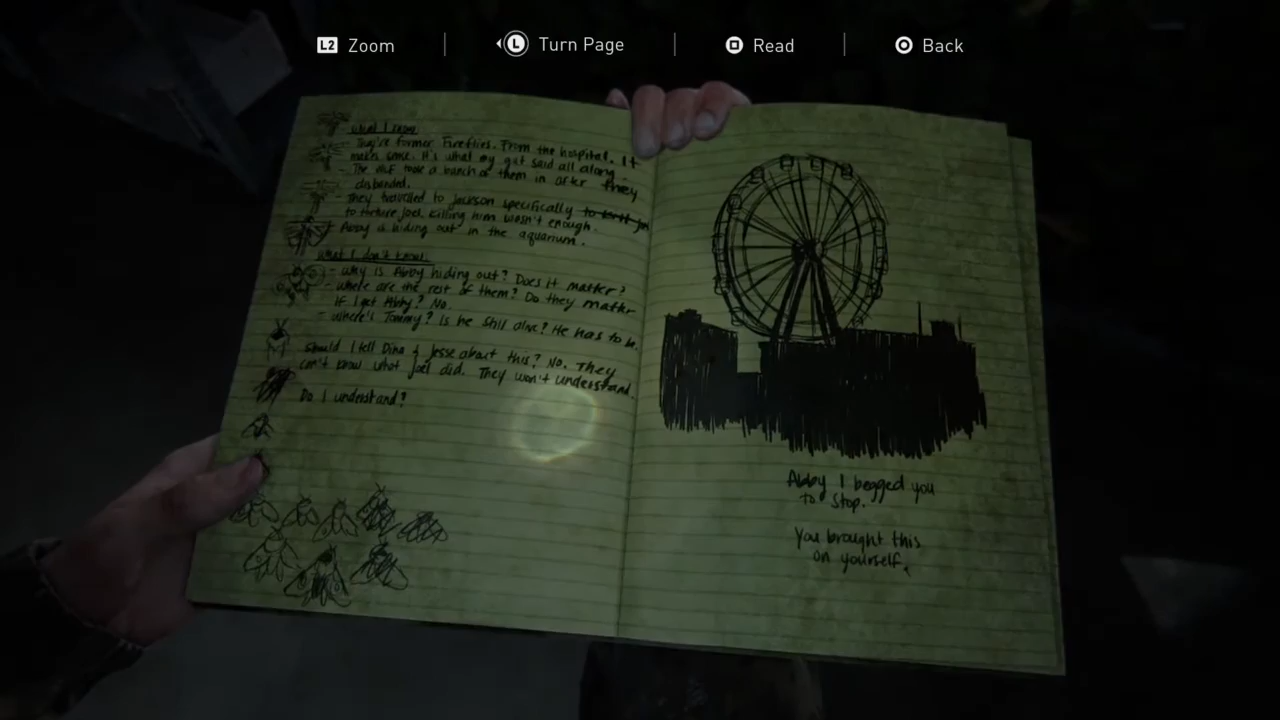 L2 Zoom
L Turn Page
Read
Back
What I know:
- They're former Fireflies. From the hospital. It
makes sense. It's what my gut said all along.
- The WLF took a bunch of them in after they
disbanded.
- They travelled to Jackson specifically
to torture Joel. Killing him wasn't enough.
Abby is hiding out in the aquarium.
What I don't know:
- Why is Abby hiding out? Does it matter?
- Where are the rest of them? Do they matter
if I get Abby? No.
- Where's Tommy? Is he still alive? He has to be.
Should I tell Dina & Jesse about this? No. They
can't know what Joel did. They won't understand.
Do I understand?
Abby I begged you
to stop.
You brought this
on yourself.